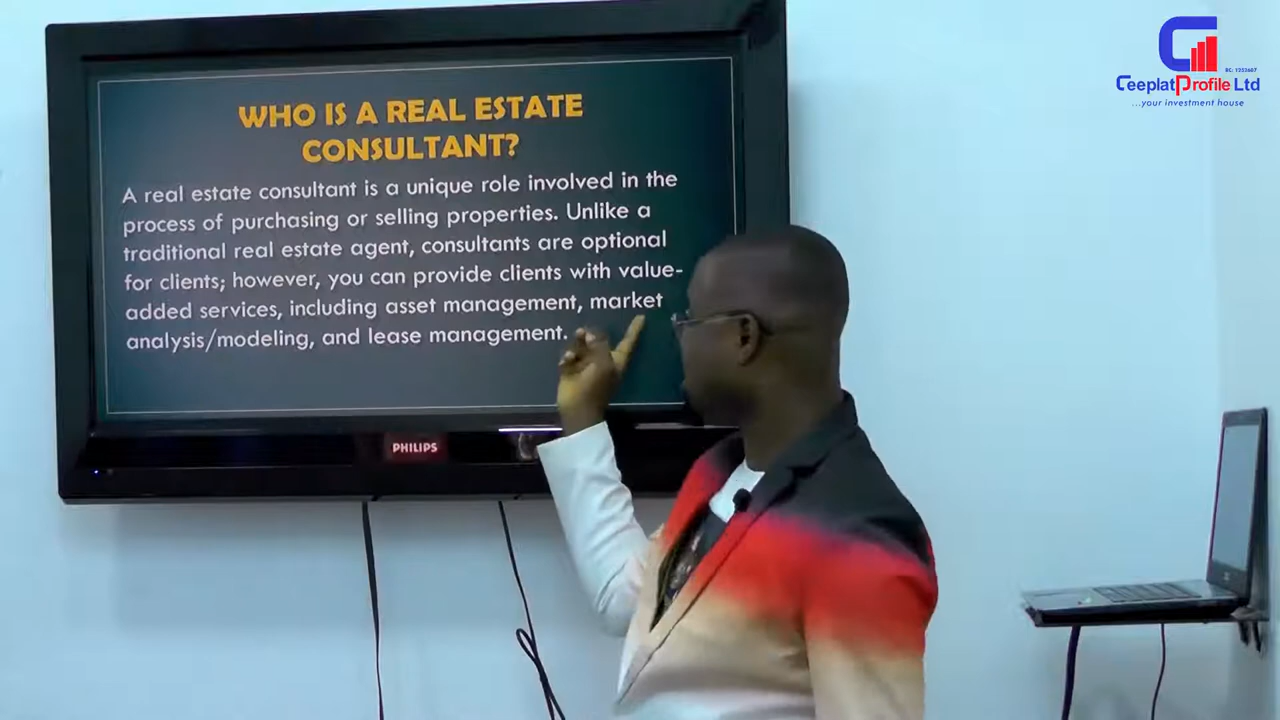 WHO IS A REAL ESTATE
CONSULTANT?
A real estate consultant is a unique role involved in the
process of purchasing or selling properties. Unlike a
traditional real estate agent, consultants are optional
for clients; however, you can provide clients with value-
added services, including asset management, market
analysis/modeling, and lease management.
PHILIPS
RC: 1252607
CeeplatProfile Ltd
...your investment house